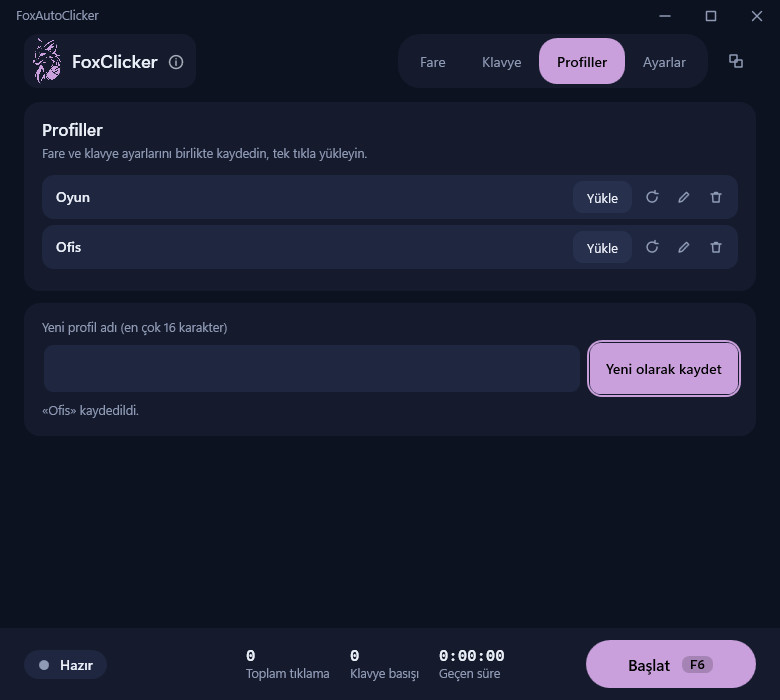 FoxAutoClicker
FoxClicker
Fare
Klavye
Profiller
Ayarlar
Profiller
Fare ve klavye ayarlarını birlikte kaydedin, tek tıkla yükleyin.
Oyun
Yükle
Ofis
Yükle
Yeni profil adı (en çok 16 karakter)
Yeni olarak kaydet
«Ofis» kaydedildi.
Hazır
0
Toplam tıklama
0
Klavye basışı
0:00:00
Geçen süre
Başlat F6